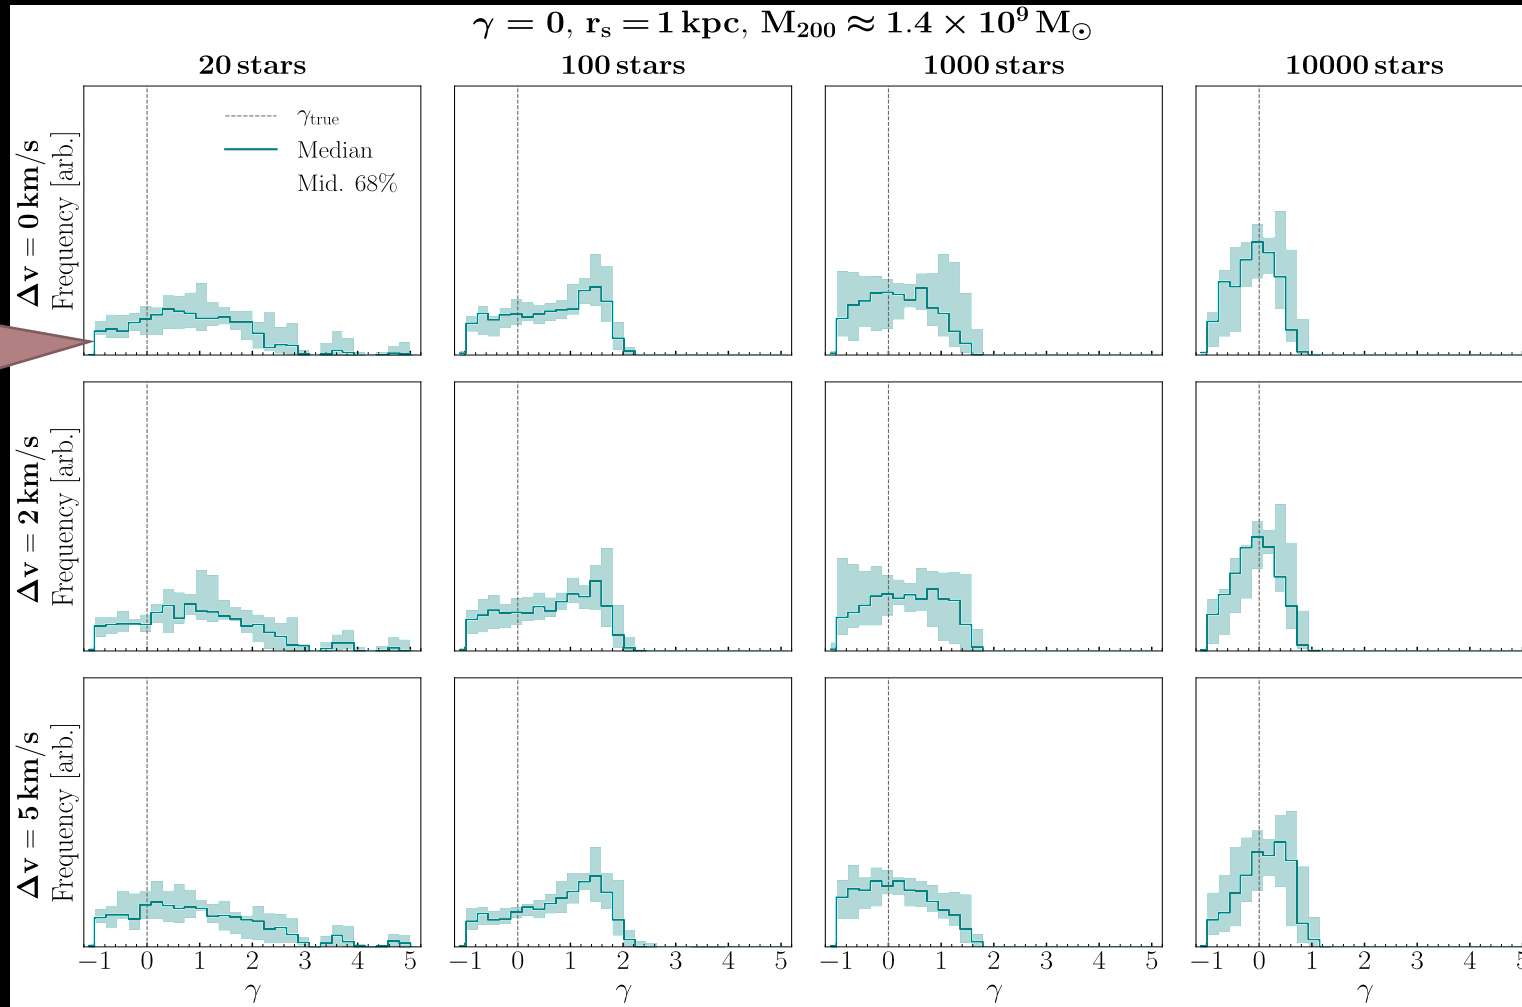 γ = 0, r_s = 1 kpc, M_200 ≈ 1.4 × 10^9 M_⊙
20 stars 100 stars 1000 stars 10000 stars
Δv = 0 km/s
Frequency [arb.]
γ_true
Median
Mid. 68%
Δv = 2 km/s
Frequency [arb.]
Δv = 5 km/s
Frequency [arb.]
−1 0 1 2 3 4 5 −1 0 1 2 3 4 5 −1 0 1 2 3 4 5 −1 0 1 2 3 4 5
γ γ γ γ